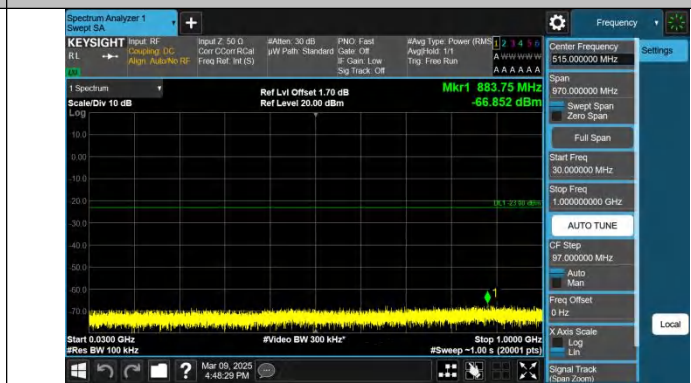 Spectrum Analyzer 1
Swept SA
+
Frequency
KEYSIGHT
RL
Input: RF
Coupling: DC
Align: Auto/No RF
Input Z: 50 Ω
Corr CCorr RCal
Freq Ref: Int (S)
#Atten: 30 dB
µW Path: Standard
PNO: Fast
Gate: Off
IF Gain: Low
Sig Track: Off
#Avg Type: Power (RMS)
Avg|Hold: 1/1
Trig: Free Run
1 2 3 4 5 6
A W W W W W
A A A A A A
1 Spectrum
Scale/Div 10 dB
Log
Ref Lvl Offset 1.70 dB
Ref Level 20.00 dBm
Mkr1 883.75 MHz
-66.852 dBm
10.0
0.00
-10.0
-20.0
-30.0
-40.0
-50.0
-60.0
-70.0
DL1 -23.00 dBm
1
Start 0.0300 GHz
#Res BW 100 kHz
#Video BW 300 kHz*
Stop 1.0000 GHz
#Sweep ~1.00 s (20001 pts)
Mar 09, 2025
4:48:29 PM
?
Center Frequency
515.000000 MHz
Settings
Span
970.000000 MHz
Swept Span
Zero Span
Full Span
Start Freq
30.000000 MHz
Stop Freq
1.000000000 GHz
AUTO TUNE
CF Step
97.000000 MHz
Auto
Man
Freq Offset
0 Hz
X Axis Scale
Log
Lin
Local
Signal Track
(Span Zoom)